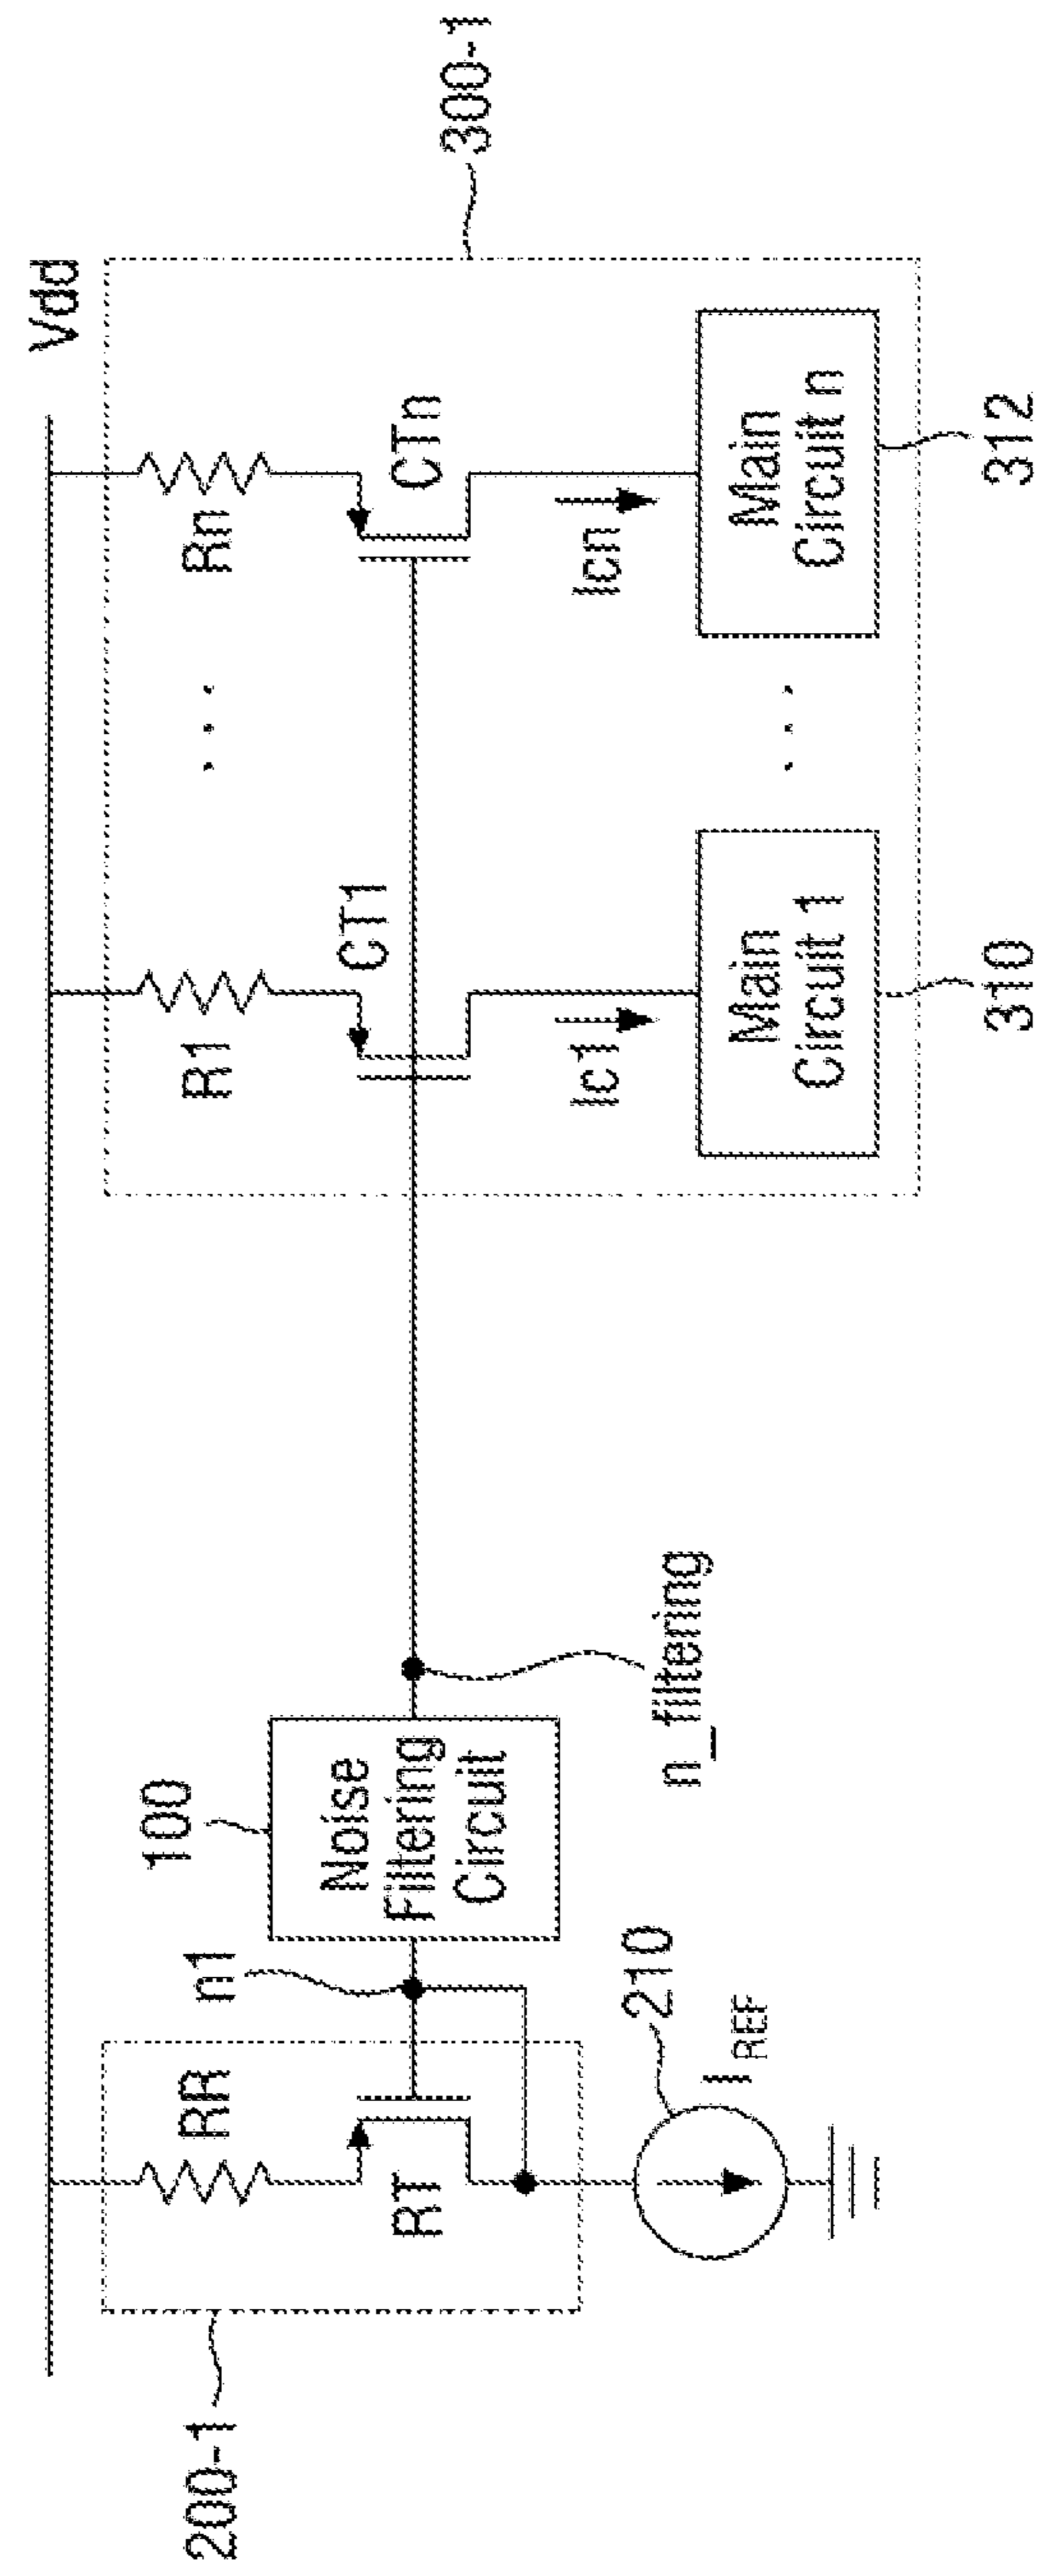 Vdd
200-1
RR
RT
n1
100
Noise
Filtering
Circuit
n_filtering
210
I REF
R1
CT1
Ic1
Main
Circuit 1
310
. . .
. . .
Rn
CTn
Icn
Main
Circuit n
312
300-1